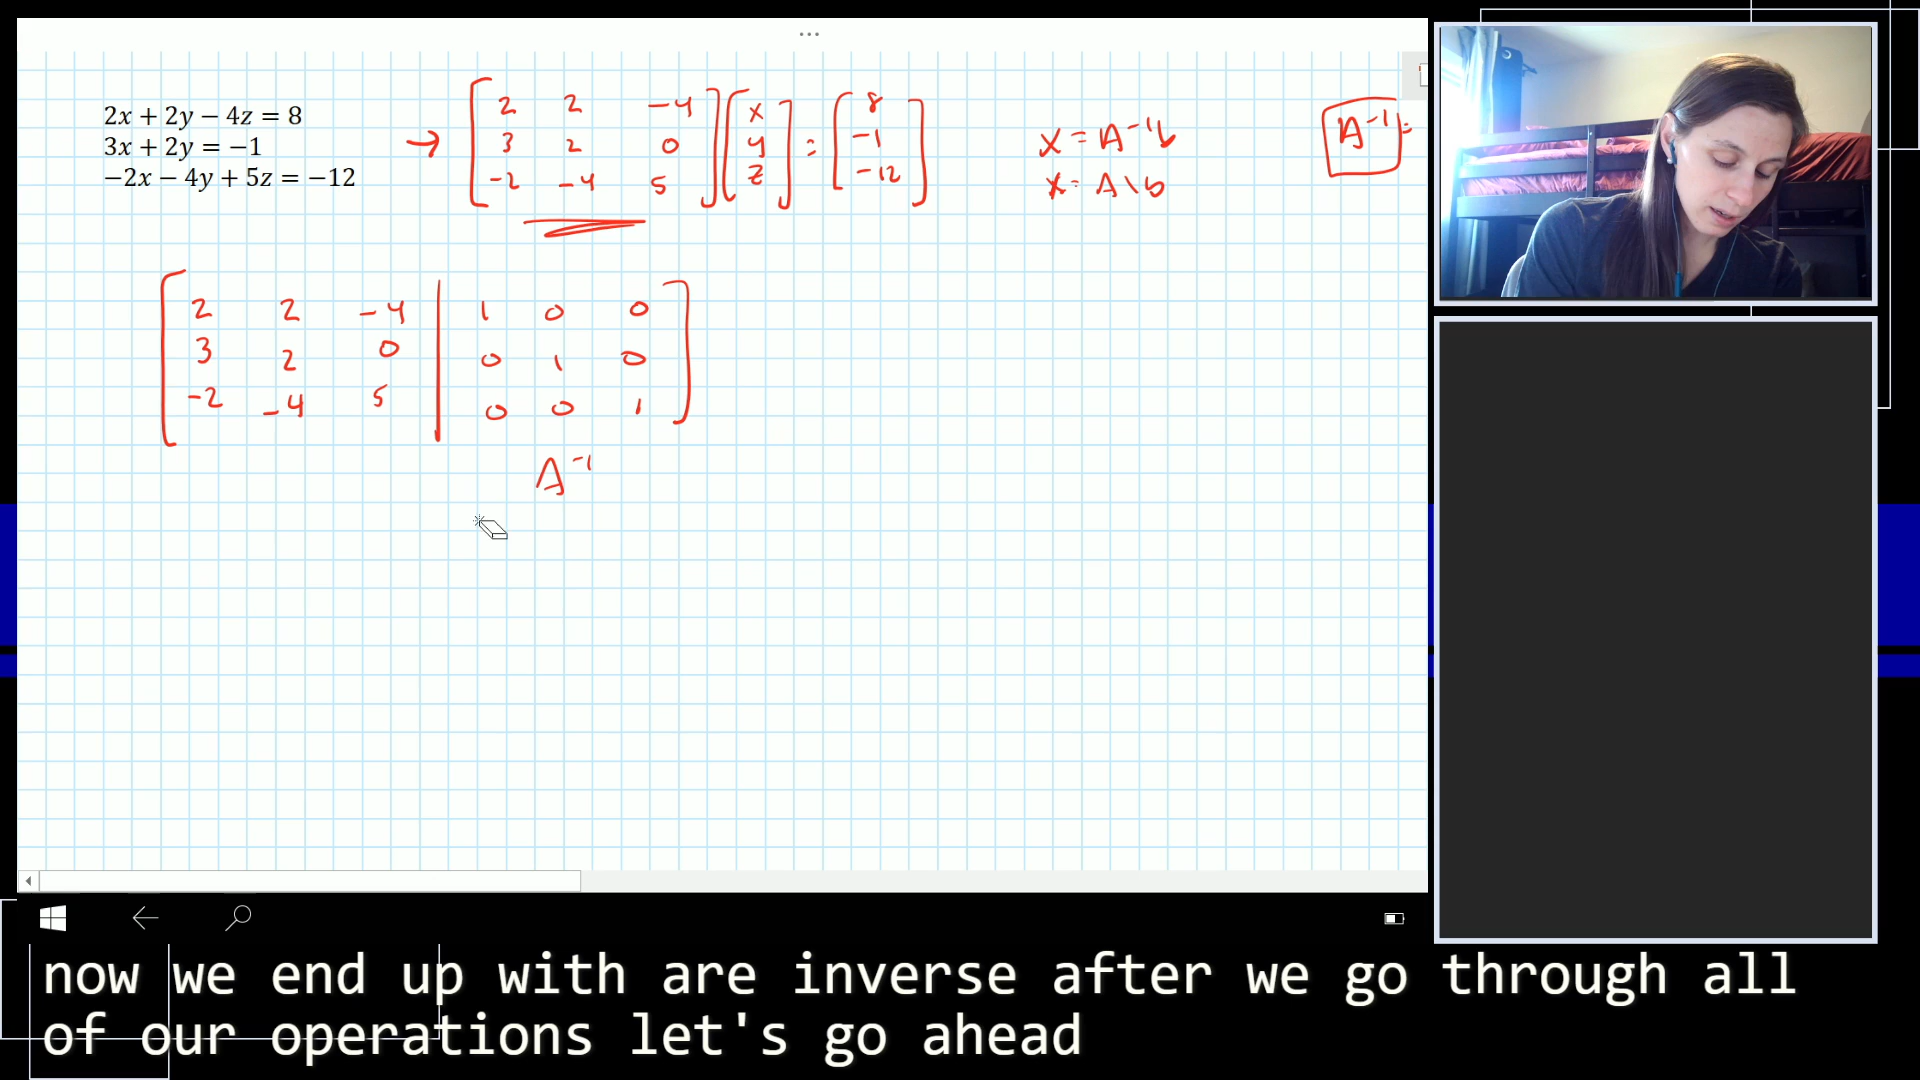 2x + 2y − 4z = 8
3x + 2y = −1
−2x − 4y + 5z = −12
→ [ 2 2 −4 ] [ x ] = [ 8 ]
[ 3 2 0 ] [ y ] [ −1 ]
[ −2 −4 5 ] [ z ] [ −12 ]
x = A⁻¹b
x = A\b
A⁻¹ =
[ 2 2 −4 | 1 0 0 ]
[ 3 2 0 | 0 1 0 ]
[ −2 −4 5 | 0 0 1 ]
A⁻¹
now we end up with are inverse after we go through all
of our operations let's go ahead